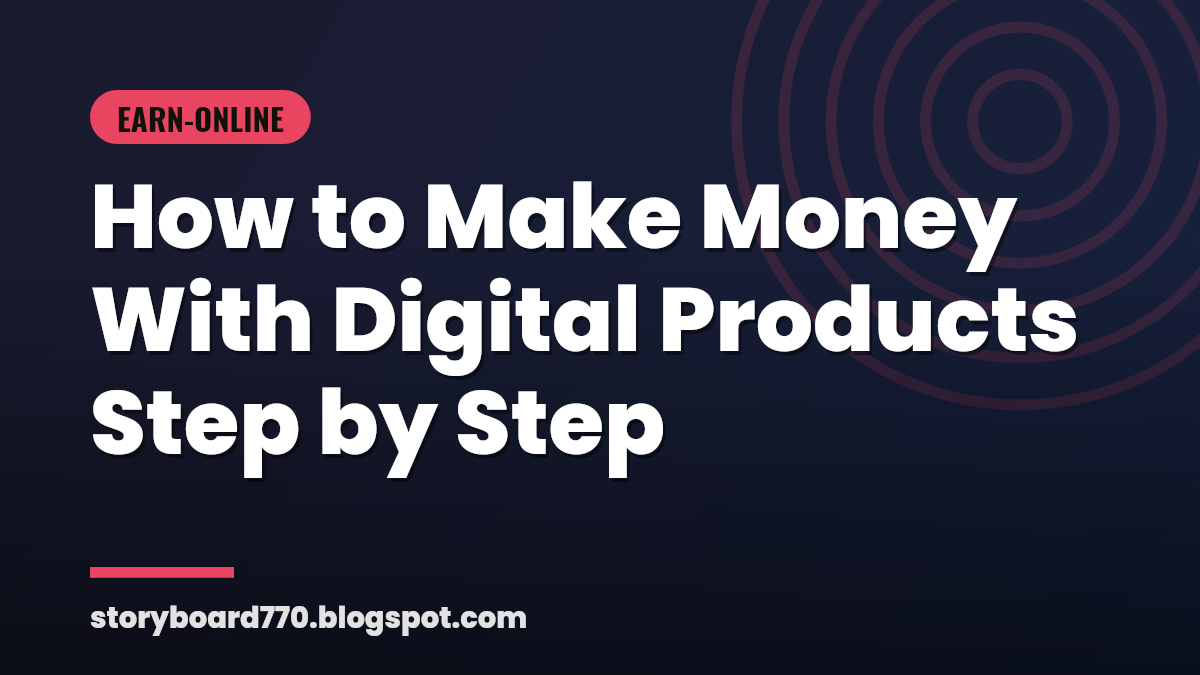 EARN-ONLINE
How to Make Money
With Digital Products
Step by Step
storyboard770.blogspot.com